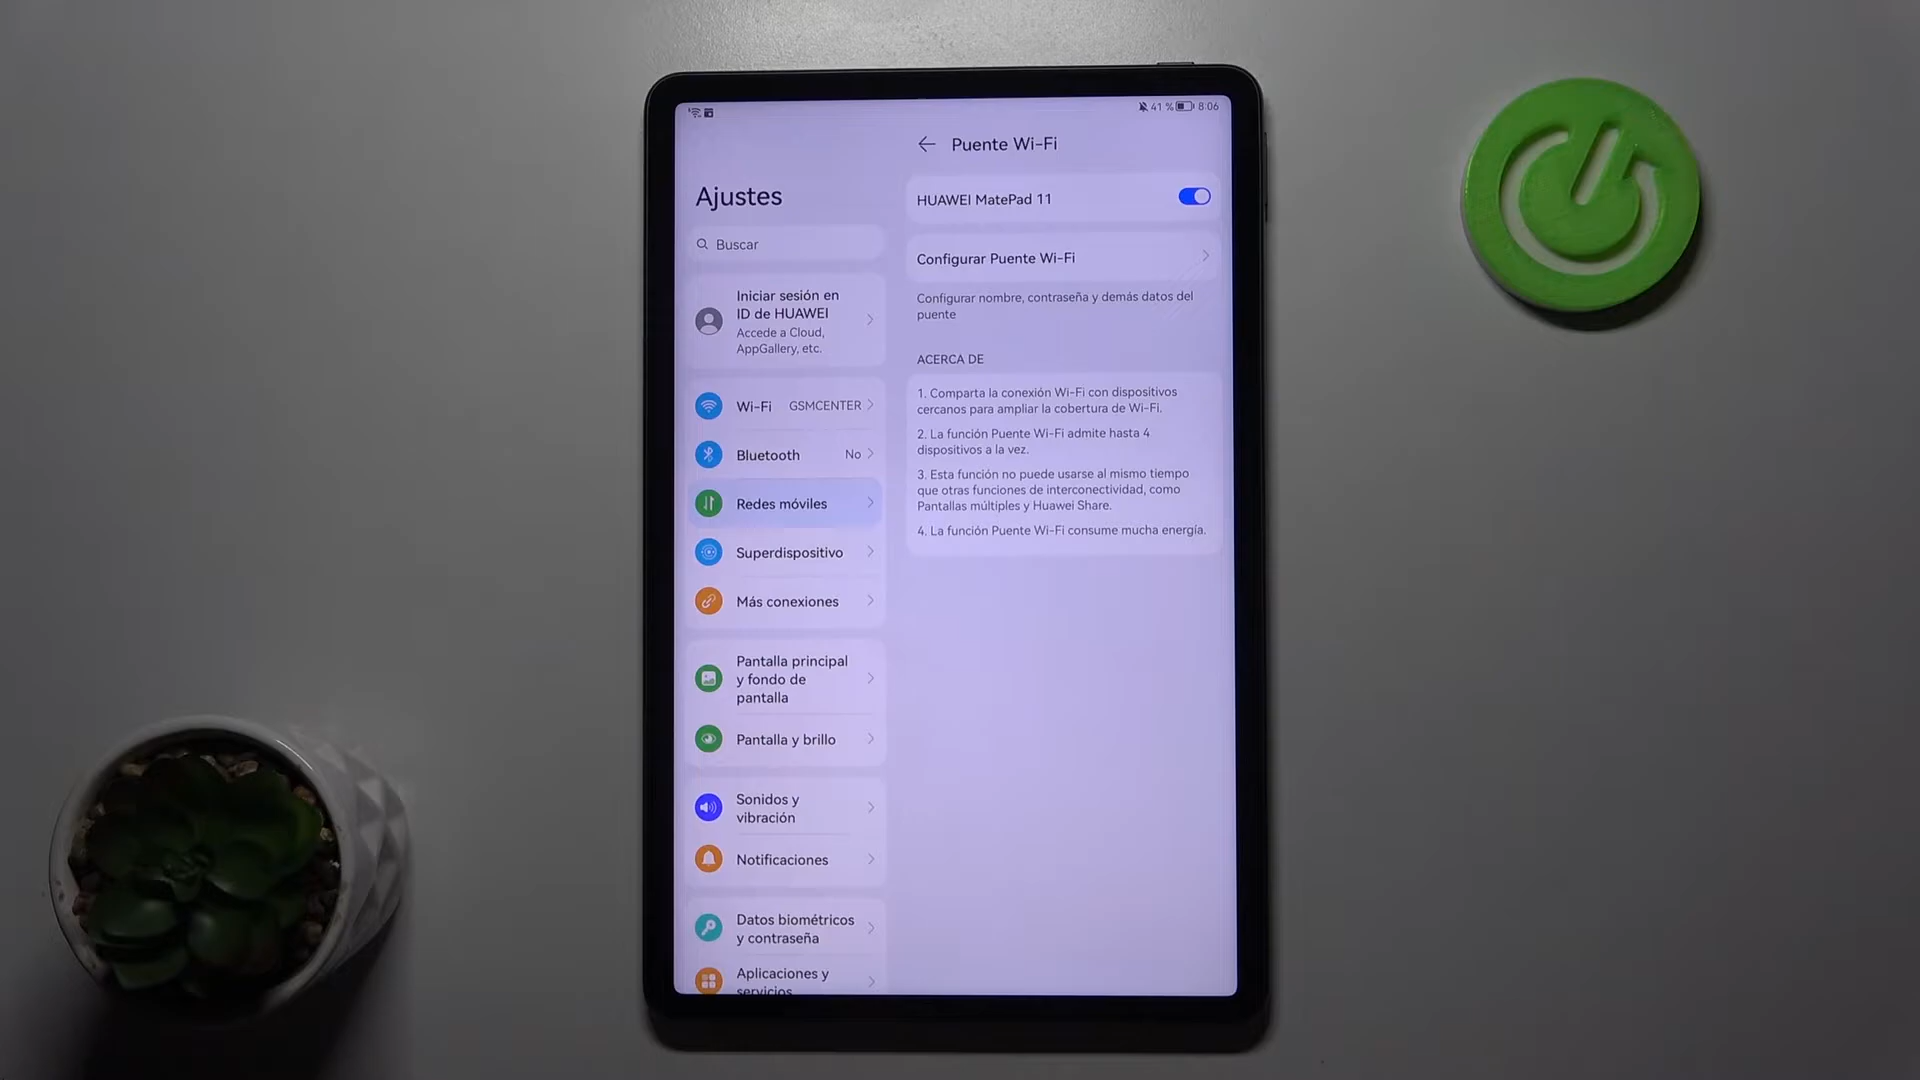 41 % 8:06
Puente Wi-Fi
Ajustes
Buscar
Iniciar sesión en
ID de HUAWEI
Accede a Cloud,
AppGallery, etc.
Wi-Fi GSMCENTER
Bluetooth No
Redes móviles
Superdispositivo
Más conexiones
Pantalla principal
y fondo de
pantalla
Pantalla y brillo
Sonidos y
vibración
Notificaciones
Datos biométricos
y contraseña
Aplicaciones y
servicios
HUAWEI MatePad 11
Configurar Puente Wi-Fi
Configurar nombre, contraseña y demás datos del
puente
ACERCA DE
1. Comparta la conexión Wi-Fi con dispositivos
cercanos para ampliar la cobertura de Wi-Fi.
2. La función Puente Wi-Fi admite hasta 4
dispositivos a la vez.
3. Esta función no puede usarse al mismo tiempo
que otras funciones de interconectividad, como
Pantallas múltiples y Huawei Share.
4. La función Puente Wi-Fi consume mucha energía.